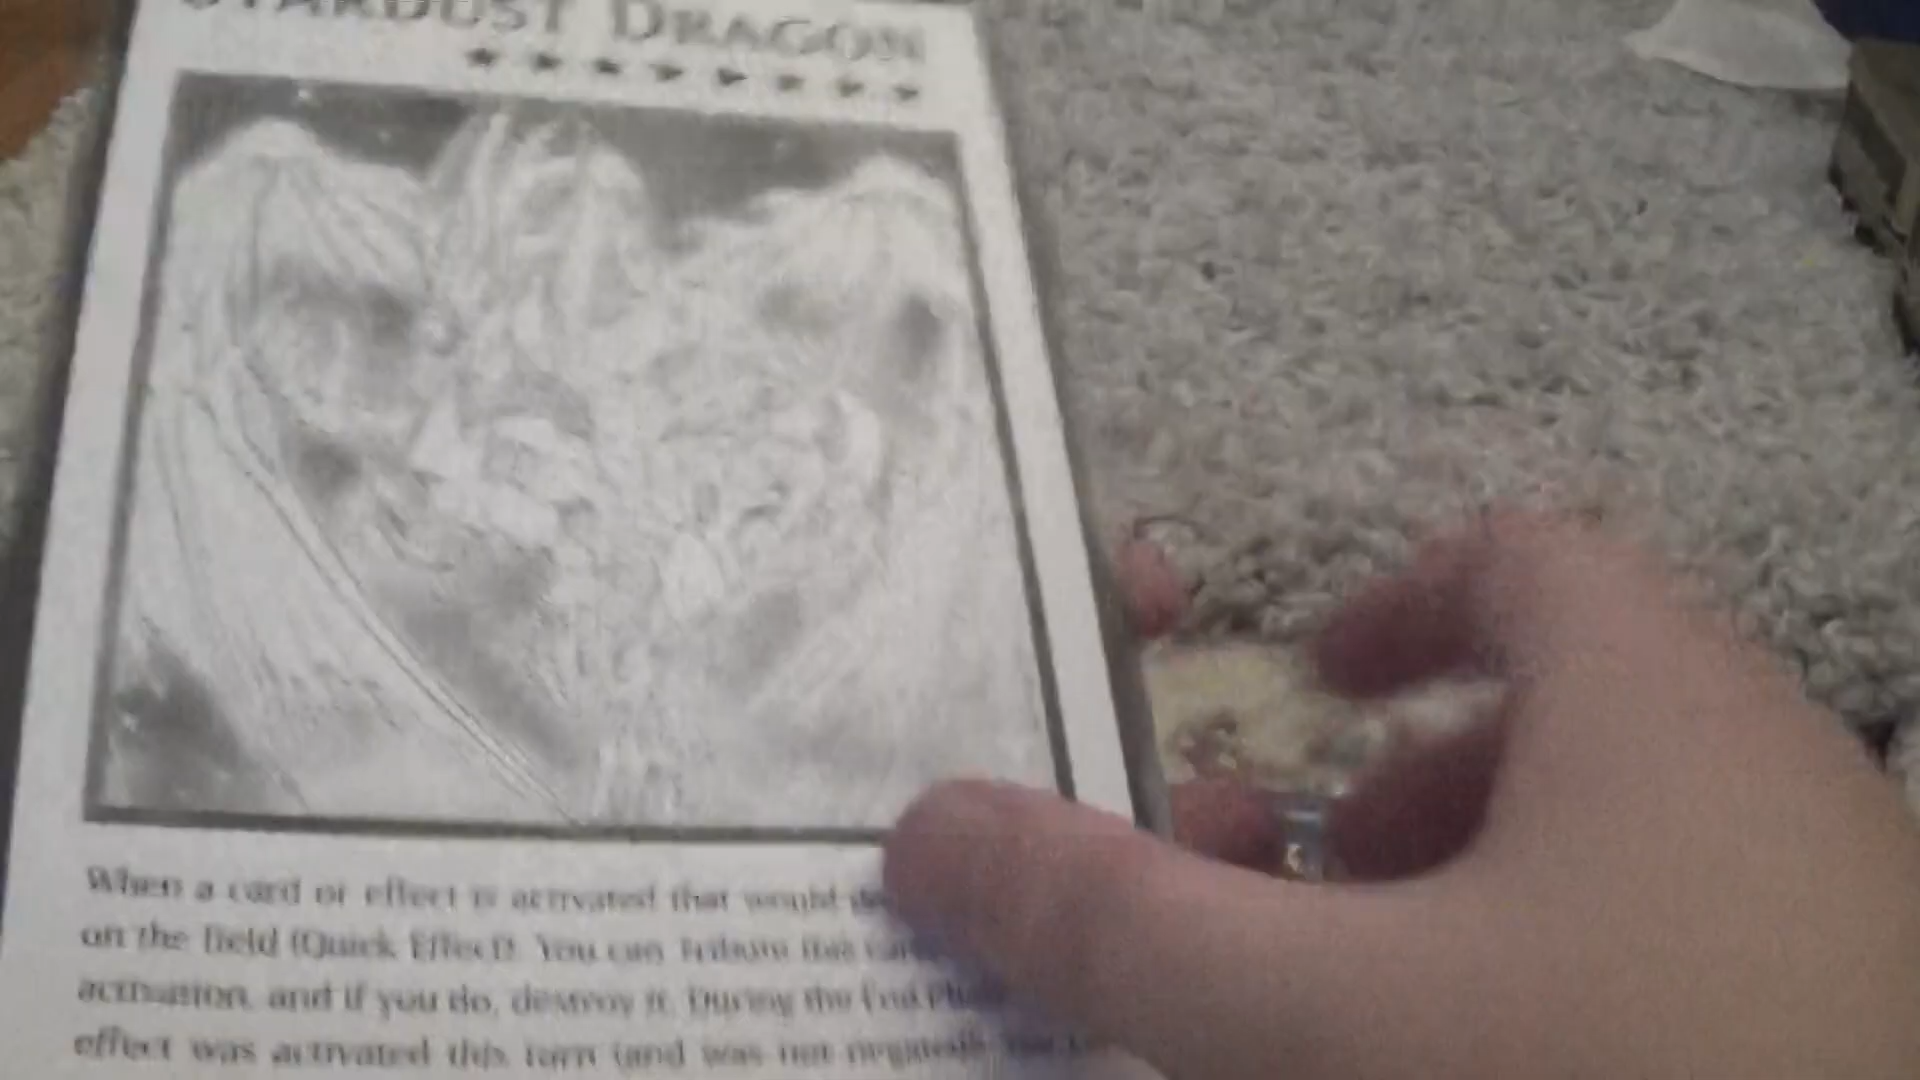 STARDUST DRAGON
When a card or effect is activated that would
on the field (Quick Effect): You can Tribute this
activation, and if you do, destroy it. During the End
effect was activated this turn (and was not negated)